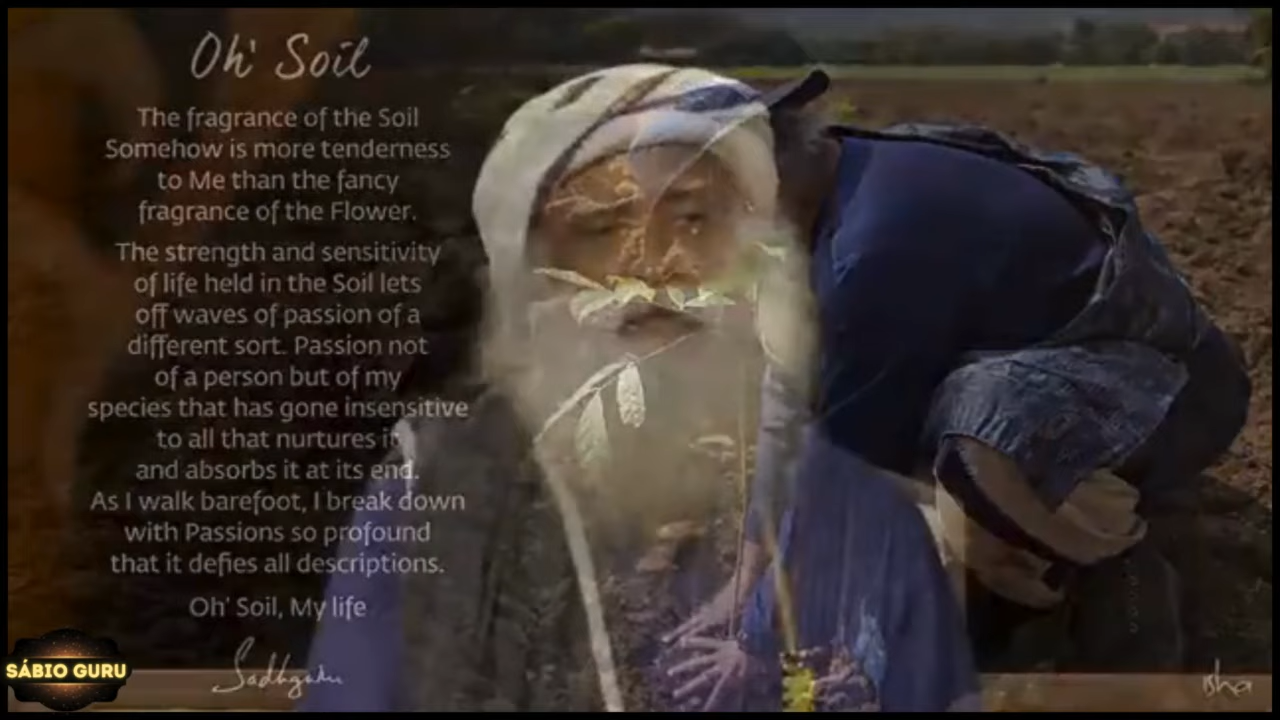 Oh' Soil
The fragrance of the Soil
Somehow is more tenderness
to Me than the fancy
fragrance of the Flower.
The strength and sensitivity
of life held in the Soil lets
off waves of passion of a
different sort. Passion not
of a person but of my
species that has gone insensitive
to all that nurtures it
and absorbs it at its end.
As I walk barefoot, I break down
with Passions so profound
that it defies all descriptions.
Oh' Soil, My life
Sadhguru
SÁBIO GURU
isha